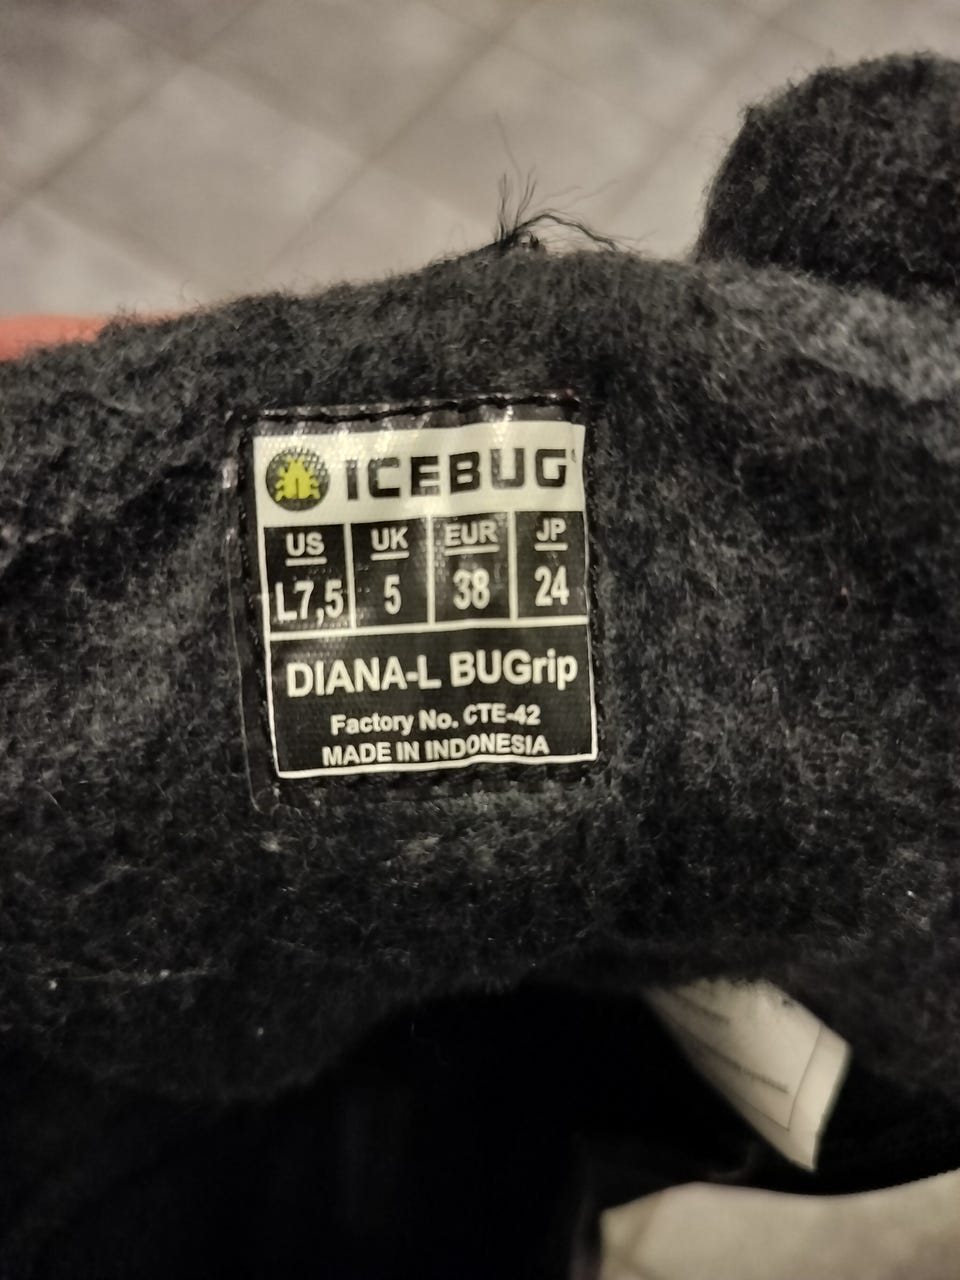 ICEBUG
US UK EUR JP
L7,5 5 38 24
DIANA-L BUGrip
Factory No. CTE-42
MADE IN INDONESIA